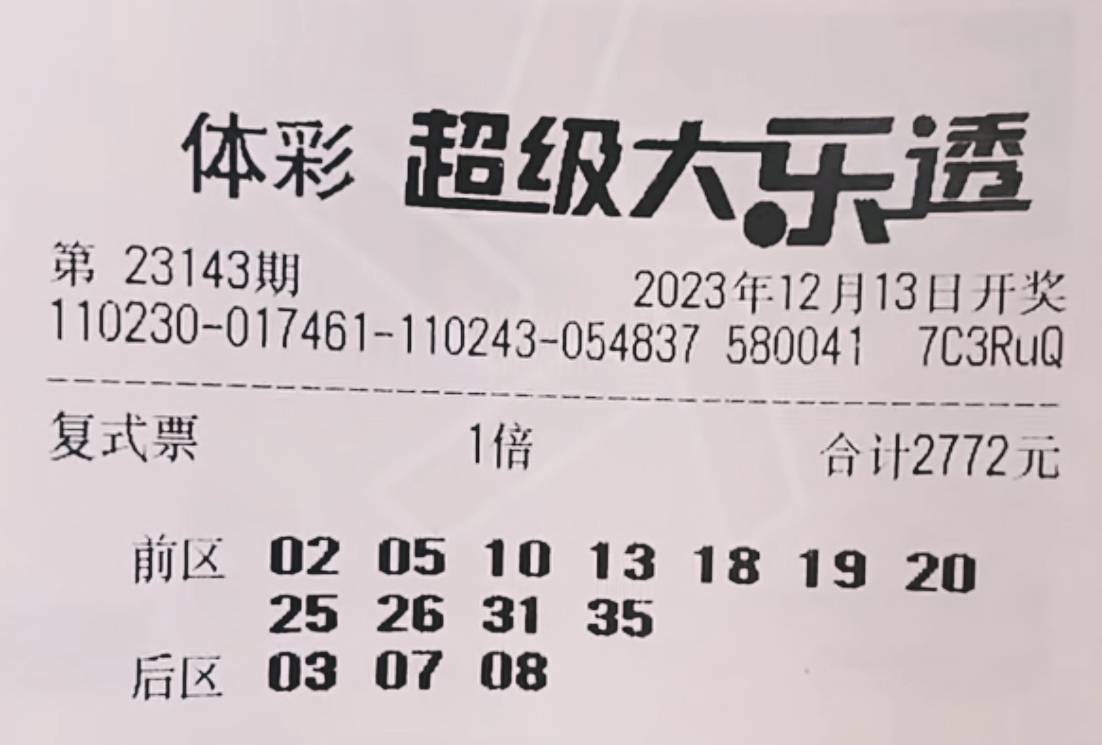 体彩 超级大乐透
第 23143期 2023年12月13日开奖
110230-017461-110243-054837 580041 7C3RuQ
复式票 1倍 合计2772元
前区 02 05 10 13 18 19 20
25 26 31 35
后区 03 07 08